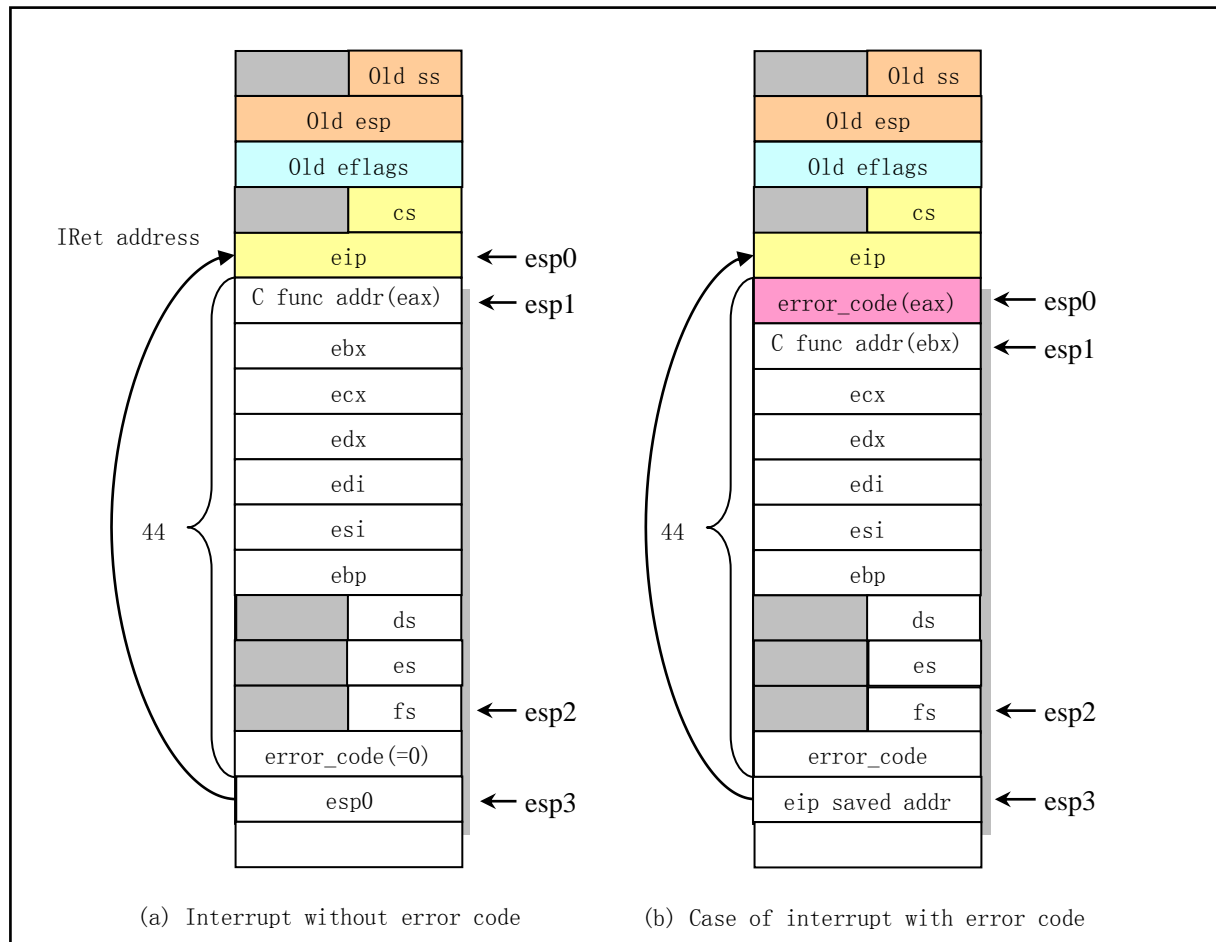 Old ss
Old esp
Old eflags
cs
IRet address
eip
esp0
C func addr(eax)
esp1
ebx
ecx
edx
edi
44
esi
ebp
ds
es
fs
esp2
error_code(=0)
esp0
esp3
(a) Interrupt without error code
Old ss
Old esp
Old eflags
cs
eip
error_code(eax)
esp0
C func addr(ebx)
esp1
ecx
edx
edi
44
esi
ebp
ds
es
fs
esp2
error_code
eip saved addr
esp3
(b) Case of interrupt with error code